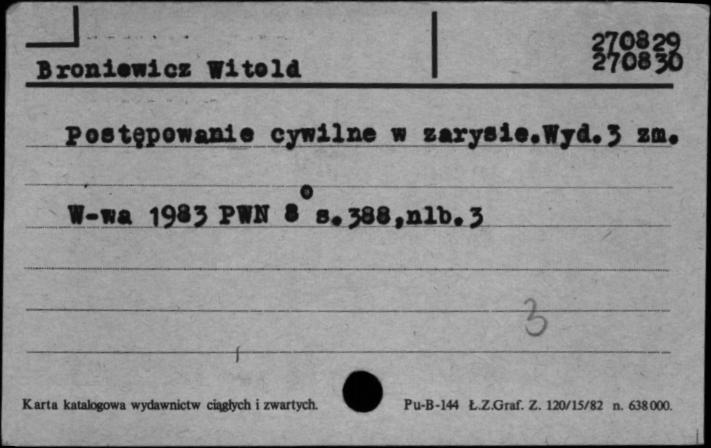 270829
Broniewicz Witold 270830
Postępowanie cywilne w zarysie.Wyd.3 zm.
W-wa 1983 PWN 8° s.388,nlb.3
3
Karta katalogowa wydawnictw ciągłych i zwartych. Pu-B-144 Ł.Z.Graf. Z. 120/15/82 n. 638000.